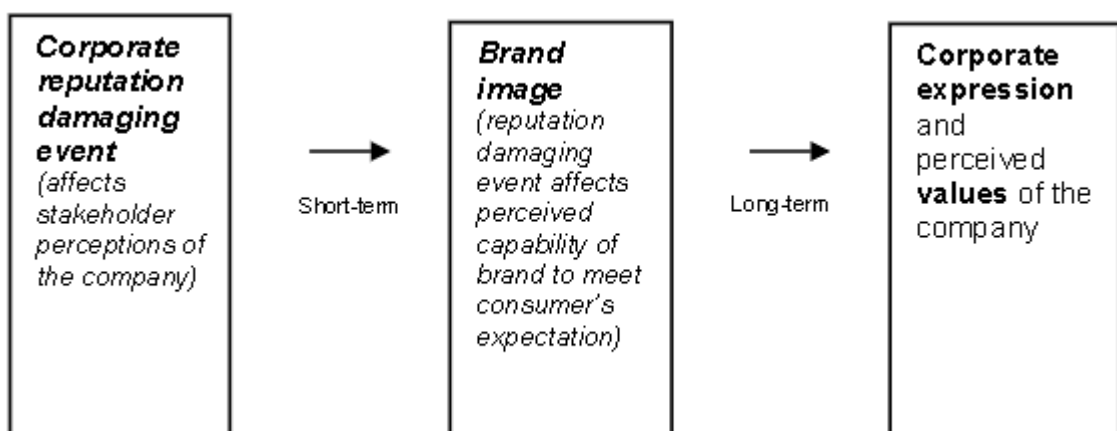 Corporate
reputation
damaging
event
(affects
stakeholder
perceptions of
the company)
Short-term
Brand
image
(reputation
damaging
event affects
perceived
capability of
brand to meet
consumer's
expectation)
Long-term
Corporate
expression
and
perceived
values of the
company